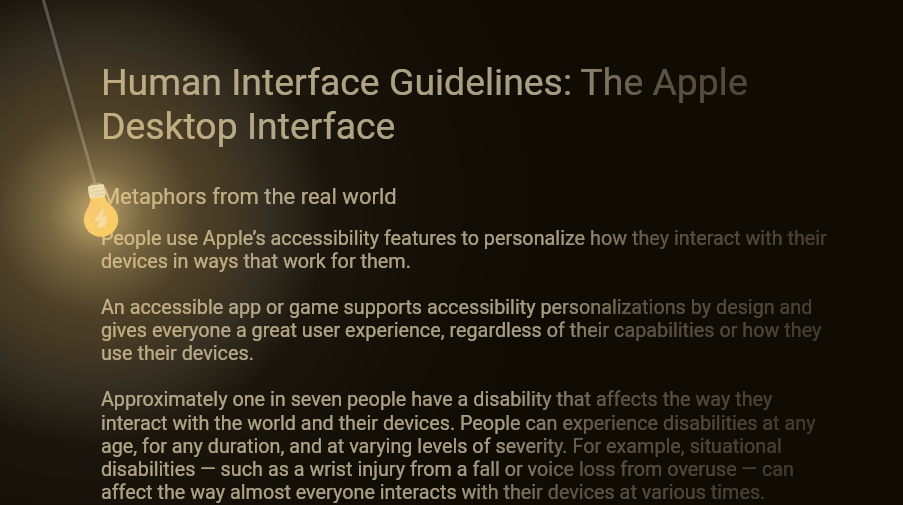 Human Interface Guidelines: The Apple
Desktop Interface
Metaphors from the real world
People use Apple’s accessibility features to personalize how they interact with their
devices in ways that work for them.
An accessible app or game supports accessibility personalizations by design and
gives everyone a great user experience, regardless of their capabilities or how they
use their devices.
Approximately one in seven people have a disability that affects the way they
interact with the world and their devices. People can experience disabilities at any
age, for any duration, and at varying levels of severity. For example, situational
disabilities — such as a wrist injury from a fall or voice loss from overuse — can
affect the way almost everyone interacts with their devices at various times.